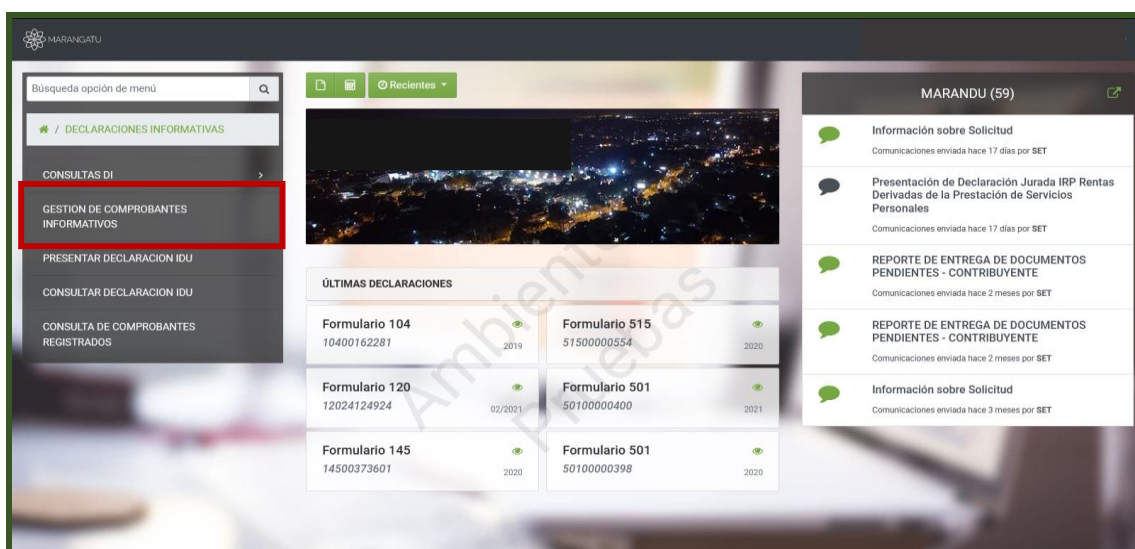 MARANGATU
Búsqueda opción de menú
/ DECLARACIONES INFORMATIVAS
CONSULTAS DI
GESTION DE COMPROBANTES
INFORMATIVOS
PRESENTAR DECLARACION IDU
CONSULTAR DECLARACION IDU
CONSULTA DE COMPROBANTES
REGISTRADOS
Recientes
ÚLTIMAS DECLARACIONES
Formulario 104
10400162281
2019
Formulario 515
51500000554
2020
Formulario 120
12024124924
02/2021
Formulario 501
50100000400
2021
Formulario 145
14500373601
2020
Formulario 501
50100000398
2020
Ambiente
Pruebas
MARANDU (59)
Información sobre Solicitud
Comunicaciones enviada hace 17 días por SET
Presentación de Declaración Jurada IRP Rentas
Derivadas de la Prestación de Servicios
Personales
Comunicaciones enviada hace 17 días por SET
REPORTE DE ENTREGA DE DOCUMENTOS
PENDIENTES - CONTRIBUYENTE
Comunicaciones enviada hace 2 meses por SET
REPORTE DE ENTREGA DE DOCUMENTOS
PENDIENTES - CONTRIBUYENTE
Comunicaciones enviada hace 2 meses por SET
Información sobre Solicitud
Comunicaciones enviada hace 3 meses por SET